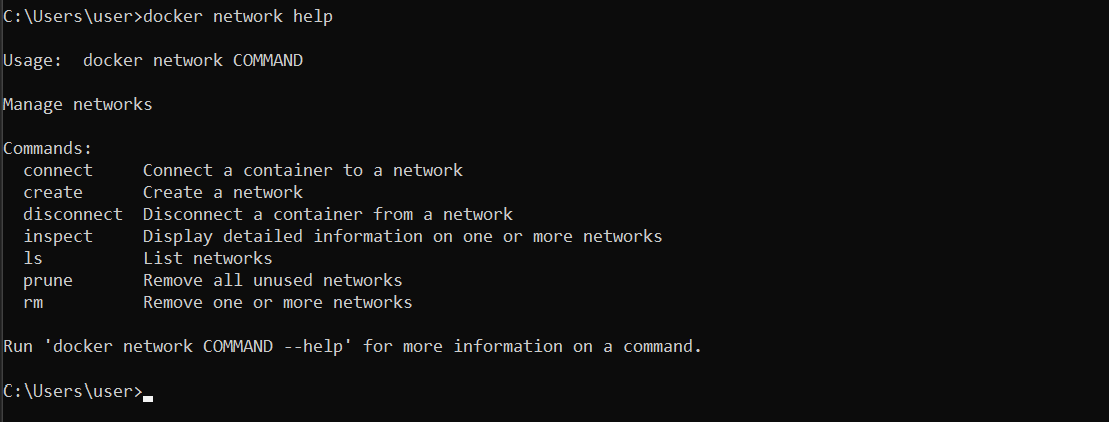 C:\Users\user>docker network help
Usage:  docker network COMMAND
Manage networks
Commands:
  connect     Connect a container to a network
  create      Create a network
  disconnect  Disconnect a container from a network
  inspect     Display detailed information on one or more networks
  ls          List networks
  prune       Remove all unused networks
  rm          Remove one or more networks
Run 'docker network COMMAND --help' for more information on a command.
C:\Users\user>